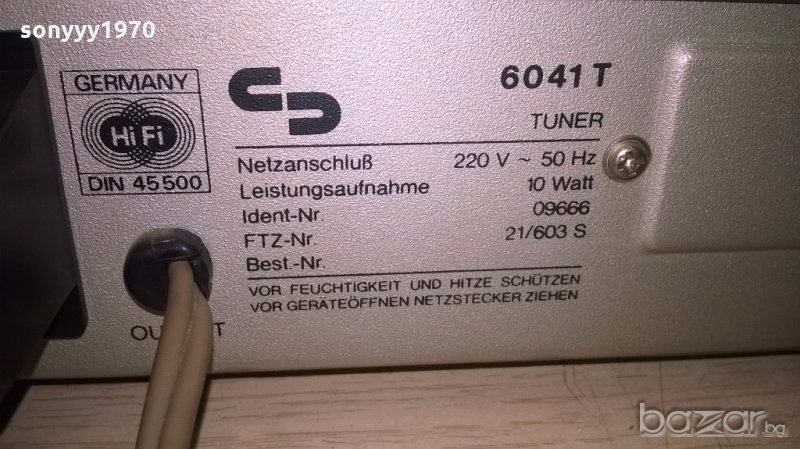 sonyyy1970
GERMANY
HiFi
DIN 45500
6041 T
TUNER
Netzanschluß 220 V ~ 50 Hz
Leistungsaufnahme 10 Watt
Ident-Nr. 09666
FTZ-Nr. 21/603 S
Best.-Nr.
VOR FEUCHTIGKEIT UND HITZE SCHÜTZEN
VOR GERÄTEÖFFNEN NETZSTECKER ZIEHEN
bazar.bg